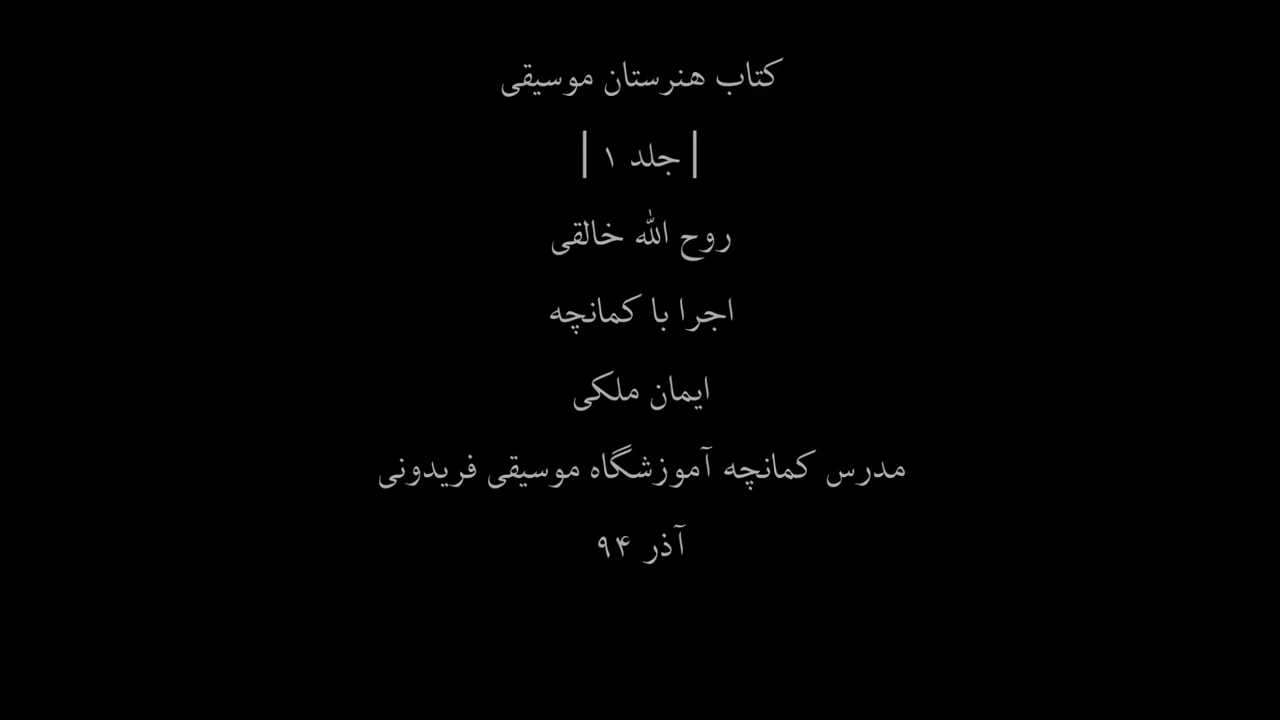 کتاب هنرستان موسیقی
| جلد ۱ |
روح الله خالقی
اجرا با کمانچه
ایمان ملکی
مدرس کمانچه آموزشگاه موسیقی فریدونی
آذر ۹۴